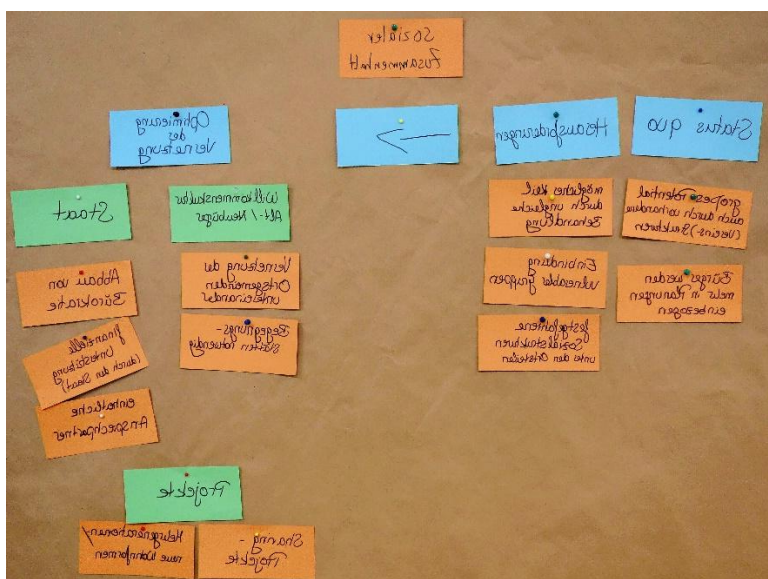 Sozialer
Zusammenhalt
Status quo
großes Potential
auch durch vorhandene
(Vereins-)Strukturen
Bürger werden
mehr in Planungen
einbezogen
Herausforderungen
möglicher Keil
durch ungleiche
Behandlung
Einbindung
vulnerabler Gruppen
festgefahrene
Sozialstrukturen
unter den Ortsteilen
Optimierung
der
Vernetzung
Willkommenskultur
Alt-/Neubürger
Vernetzung der
Ortsgemeinden
untereinander
Begegnungs-
stätten notwendig
Staat
Abbau von
Bürokratie
finanzielle
Unterstützung
(durch den Staat)
einheitliche
Ansprechpartner
Projekte
Sharing-
Projekte
Mehrgenerationen/
neue Wohnformen